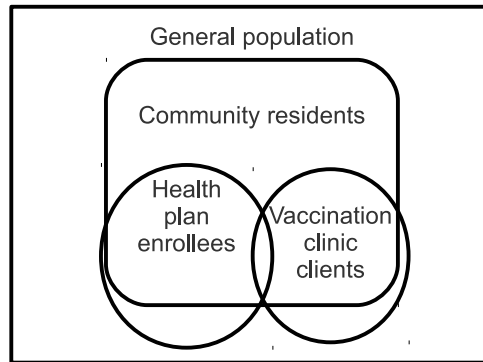 General population
Community residents
Health
plan
enrollees
Vaccination
clinic
clients